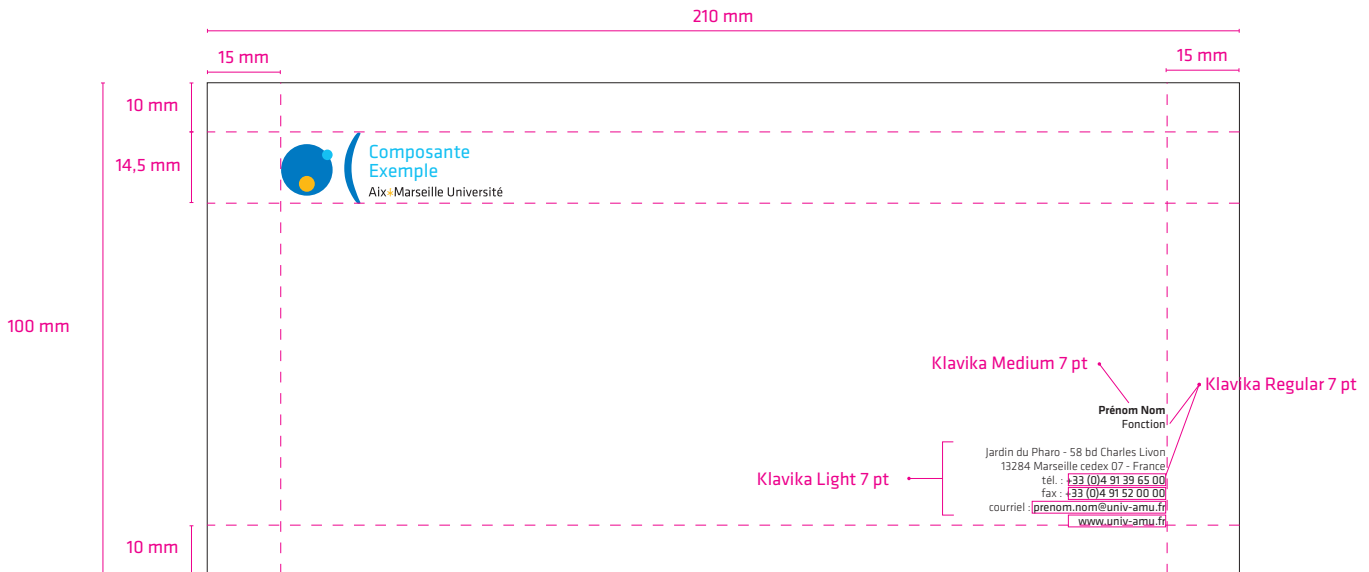 210 mm
15 mm
15 mm
10 mm
14,5 mm
Composante
Exemple
Aix Marseille Université
100 mm
Klavika Medium 7 pt
Klavika Regular 7 pt
Prénom Nom
Fonction
Jardin du Pharo - 58 bd Charles Livon
13284 Marseille cedex 07 - France
Klavika Light 7 pt
tél. : +33 (0)4 91 39 65 00
fax : +33 (0)4 91 52 00 00
courriel : prenom.nom@univ-amu.fr
www.univ-amu.fr
10 mm